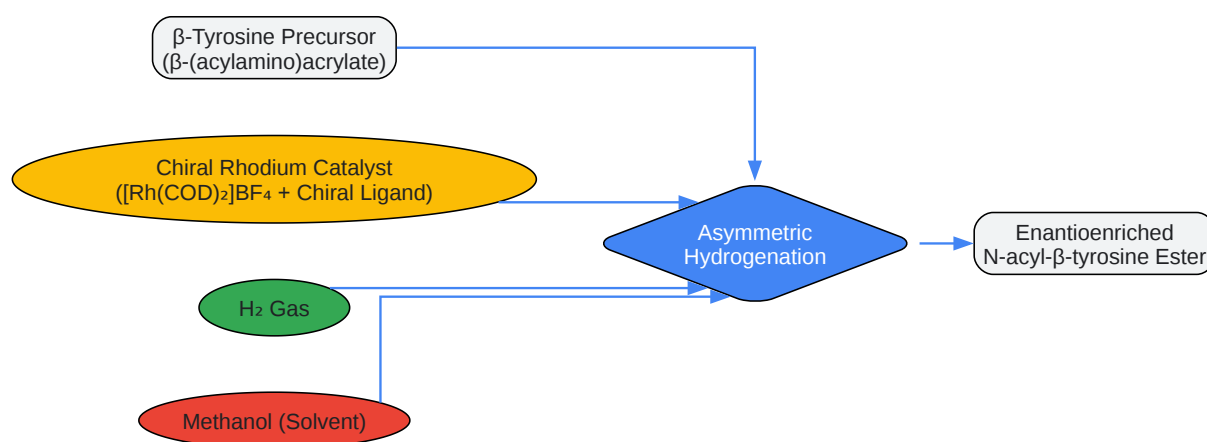 β-Tyrosine Precursor
(β-(acylamino)acrylate)
Chiral Rhodium Catalyst
([Rh(COD)₂]BF₄ + Chiral Ligand)
Asymmetric
Hydrogenation
Enantioenriched
N-acyl-β-tyrosine Ester
H₂ Gas
Methanol (Solvent)